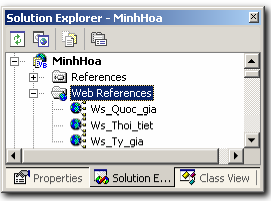 Solution Explorer - MinhHoa
MinhHoa
References
Web References
Ws_Quoc_gia
Ws_Thoi_tiet
Ws_Ty_gia
Properties Solution E... Class View